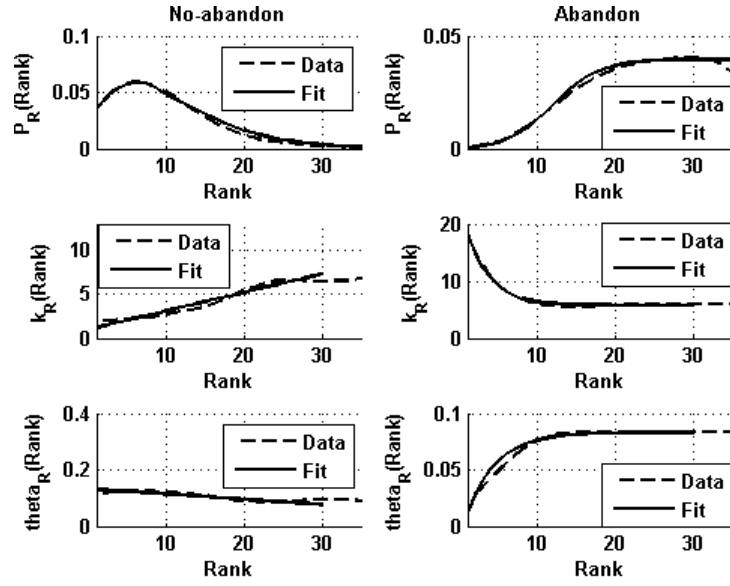 No-abandon
Abandon
0.1
0.05
0
P_R(Rank)
Data
Fit
10 20 30
Rank
0.05
0
P_R(Rank)
Data
Fit
10 20 30
Rank
10
5
0
k_R(Rank)
Data
Fit
10 20 30
Rank
20
10
0
k_R(Rank)
Data
Fit
10 20 30
Rank
0.4
0.2
0
theta_R(Rank)
Data
Fit
10 20 30
Rank
0.1
0.05
0
theta_R(Rank)
Data
Fit
10 20 30
Rank